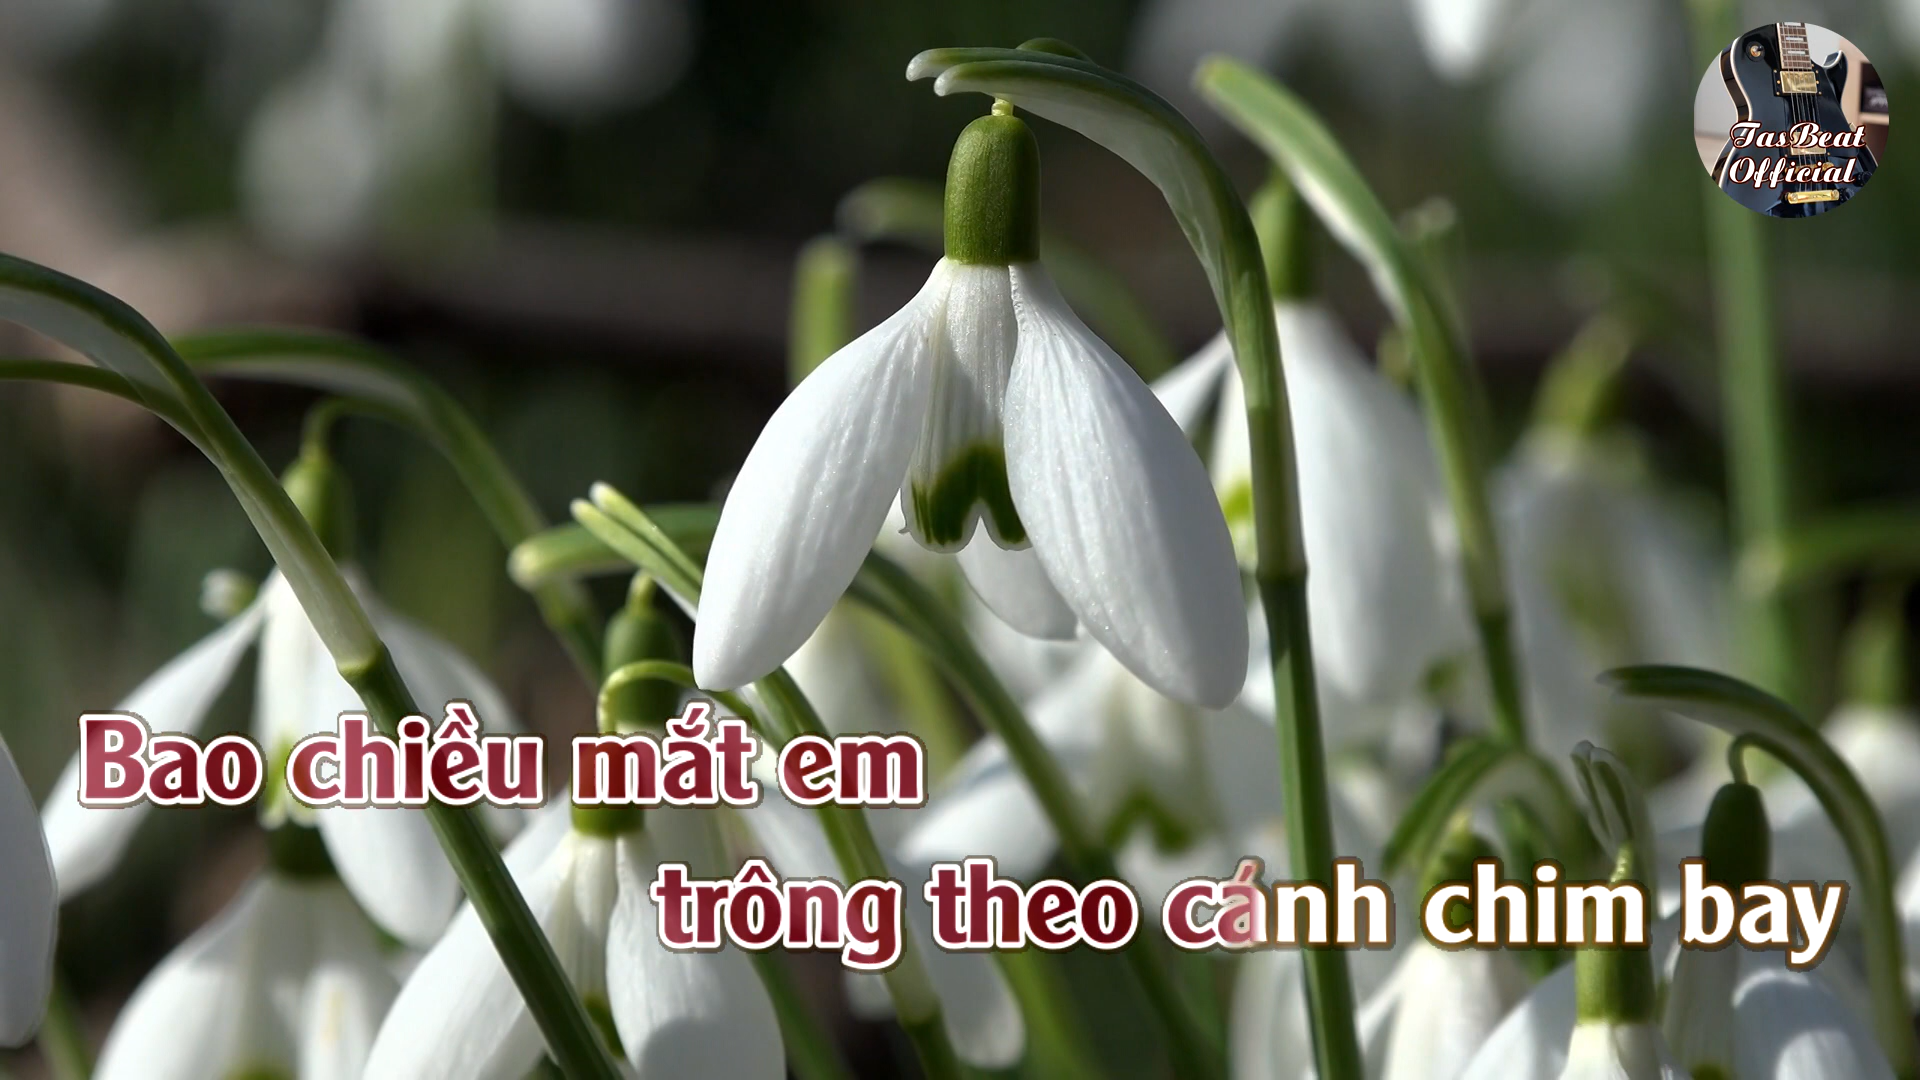 TasBeat
Official
Bao chiều mắt em
trông theo cánh chim bay